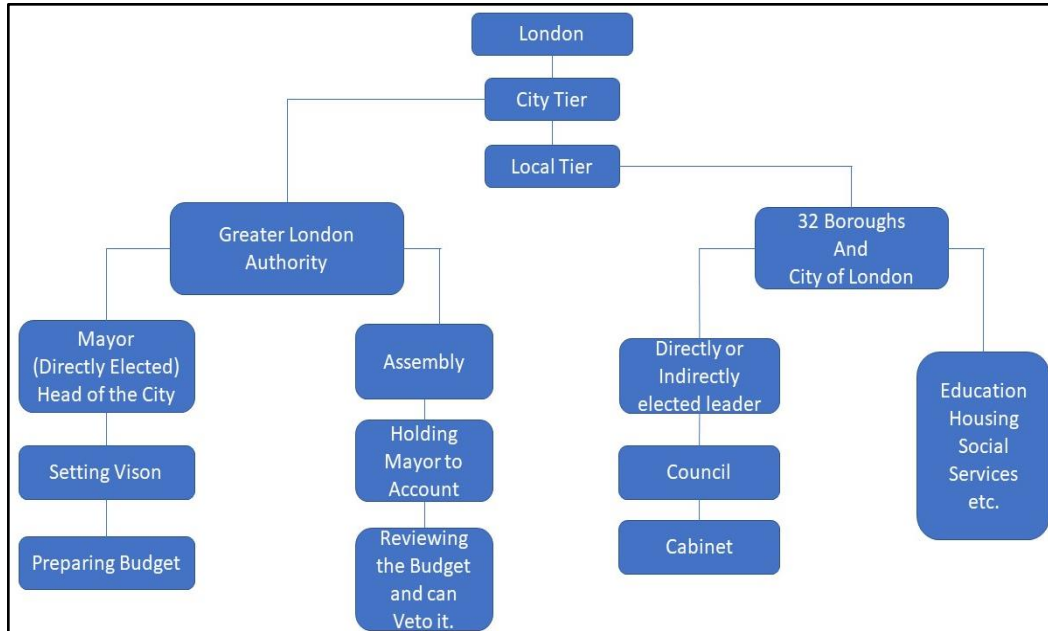 London
City Tier
Local Tier
Greater London
Authority
32 Boroughs
And
City of London
Mayor
(Directly Elected)
Head of the City
Setting Vison
Preparing Budget
Assembly
Holding
Mayor to
Account
Reviewing
the Budget
and can
Veto it.
Directly or
Indirectly
elected leader
Council
Cabinet
Education
Housing
Social
Services
etc.